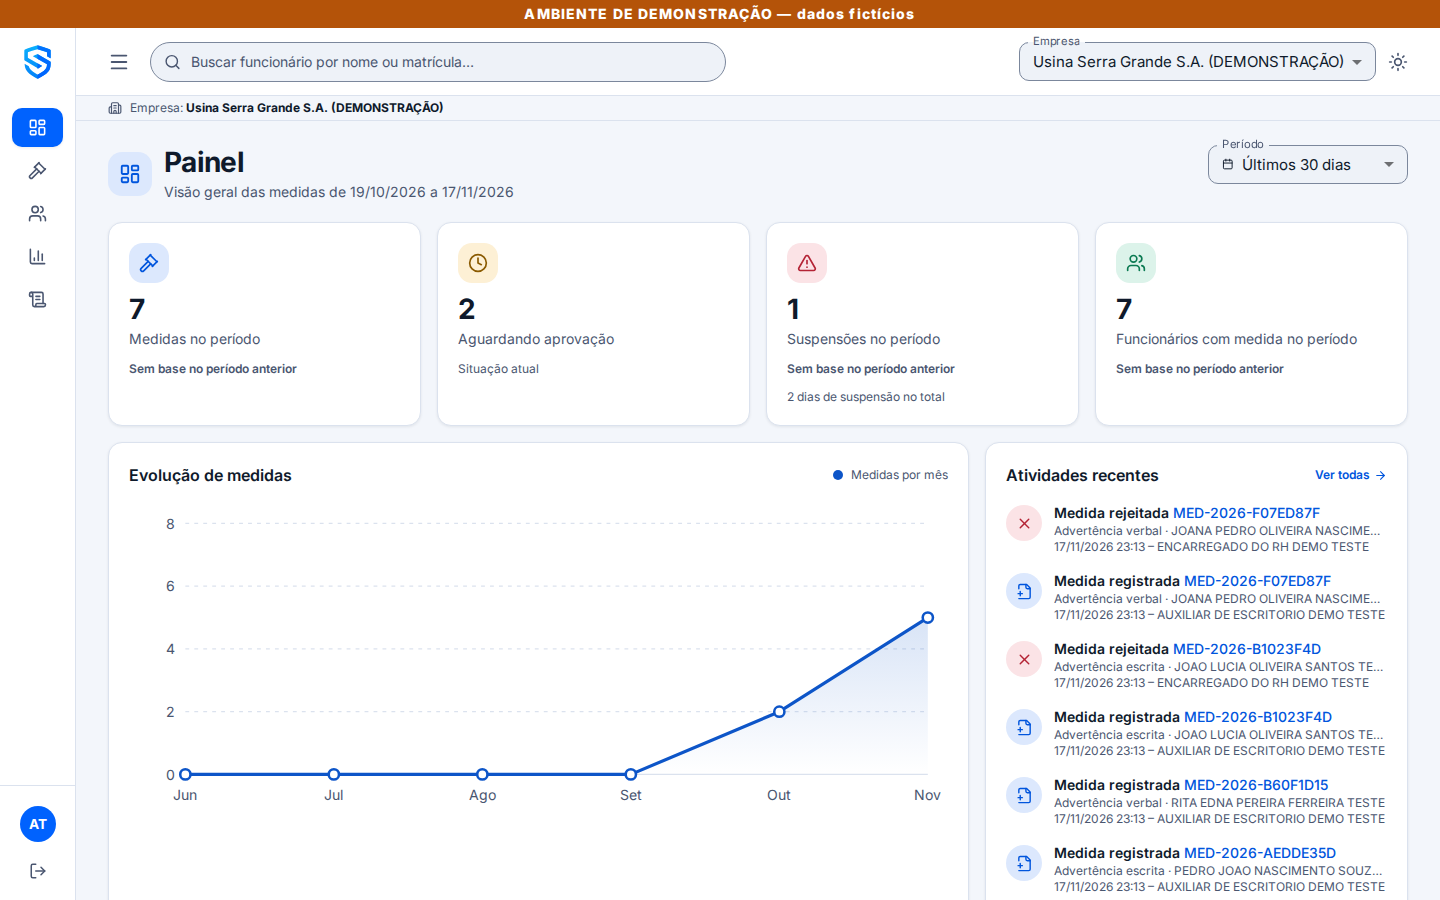 AMBIENTE DE DEMONSTRAÇÃO — dados fictícios
Buscar funcionário por nome ou matrícula...
Empresa
Usina Serra Grande S.A. (DEMONSTRAÇÃO)
Empresa: Usina Serra Grande S.A. (DEMONSTRAÇÃO)
Painel
Visão geral das medidas de 19/10/2026 a 17/11/2026
Período
Últimos 30 dias
7
Medidas no período
Sem base no período anterior
2
Aguardando aprovação
Situação atual
1
Suspensões no período
Sem base no período anterior
2 dias de suspensão no total
7
Funcionários com medida no período
Sem base no período anterior
Evolução de medidas
Medidas por mês
8
6
4
2
0
Jun Jul Ago Set Out Nov
Atividades recentes
Ver todas
Medida rejeitada MED-2026-F07ED87F
Advertência verbal · JOANA PEDRO OLIVEIRA NASCIME...
17/11/2026 23:13 – ENCARREGADO DO RH DEMO TESTE
Medida registrada MED-2026-F07ED87F
Advertência verbal · JOANA PEDRO OLIVEIRA NASCIME...
17/11/2026 23:13 – AUXILIAR DE ESCRITORIO DEMO TESTE
Medida rejeitada MED-2026-B1023F4D
Advertência escrita · JOAO LUCIA OLIVEIRA SANTOS TE...
17/11/2026 23:13 – ENCARREGADO DO RH DEMO TESTE
Medida registrada MED-2026-B1023F4D
Advertência escrita · JOAO LUCIA OLIVEIRA SANTOS TE...
17/11/2026 23:13 – AUXILIAR DE ESCRITORIO DEMO TESTE
Medida registrada MED-2026-B60F1D15
Advertência verbal · RITA EDNA PEREIRA FERREIRA TESTE
17/11/2026 23:13 – AUXILIAR DE ESCRITORIO DEMO TESTE
Medida registrada MED-2026-AEDDE35D
Advertência escrita · PEDRO JOAO NASCIMENTO SOUZ...
17/11/2026 23:13 – AUXILIAR DE ESCRITORIO DEMO TESTE
AT